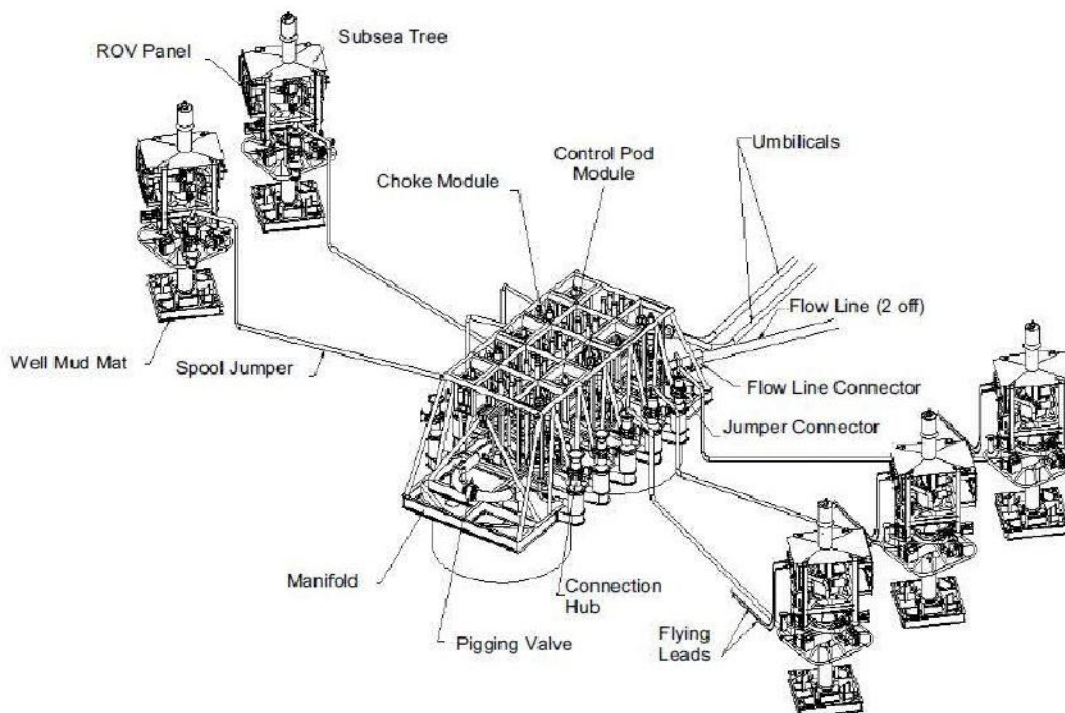 Subsea Tree
ROV Panel
Umbilicals
Control Pod
Module
Choke Module
Flow Line (2 off)
Well Mud Mat
Spool Jumper
Flow Line Connector
Jumper Connector
Manifold
Connection
Hub
Pigging Valve
Flying
Leads